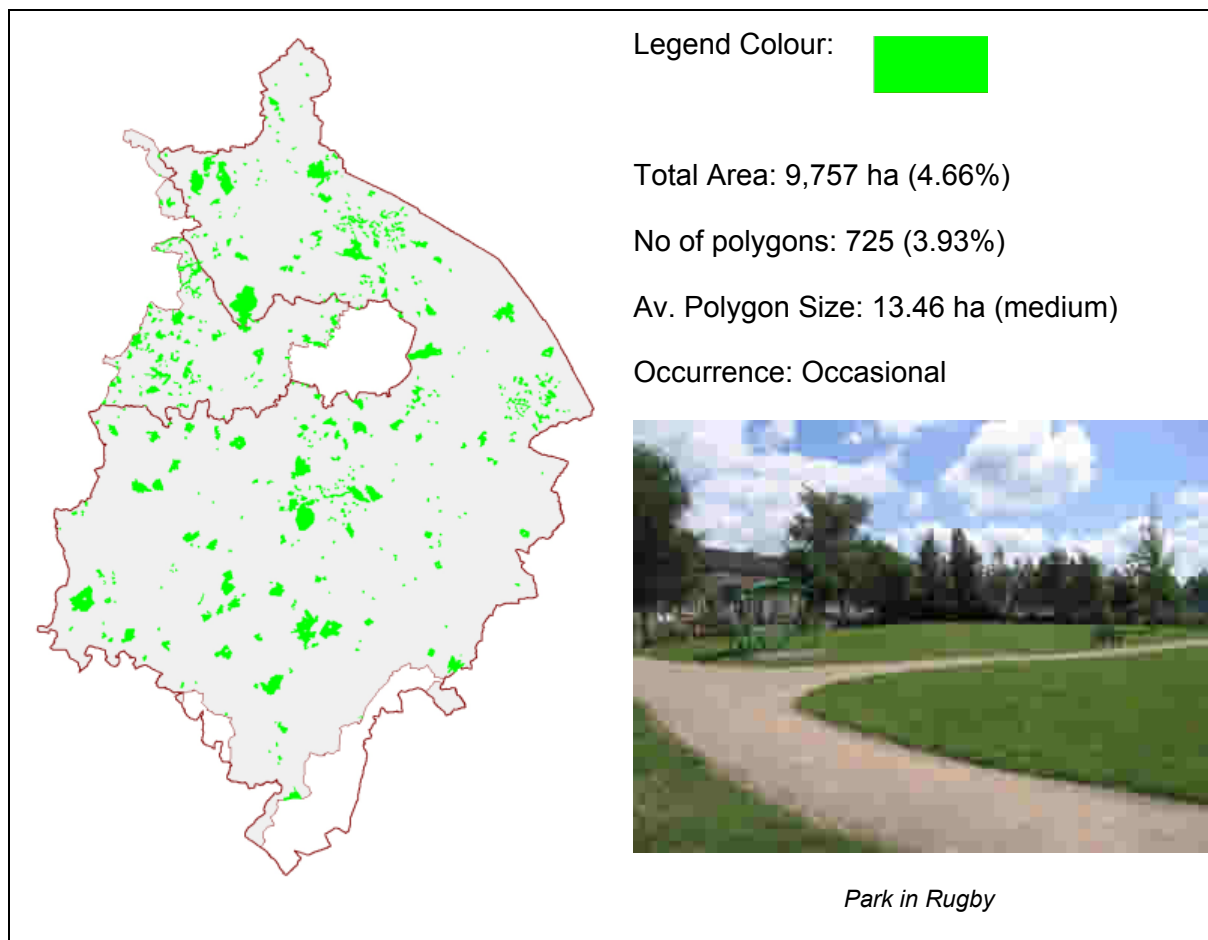 Legend Colour:
Total Area: 9,757 ha (4.66%)
No of polygons: 725 (3.93%)
Av. Polygon Size: 13.46 ha (medium)
Occurrence: Occasional
Park in Rugby